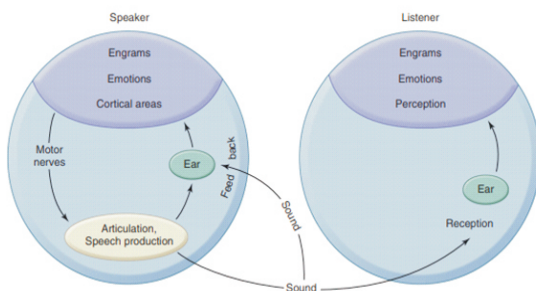 Speaker
Engrams
Emotions
Cortical areas
Motor
nerves
Ear
Feed back
Articulation,
Speech production
Sound
Sound
Listener
Engrams
Emotions
Perception
Ear
Reception